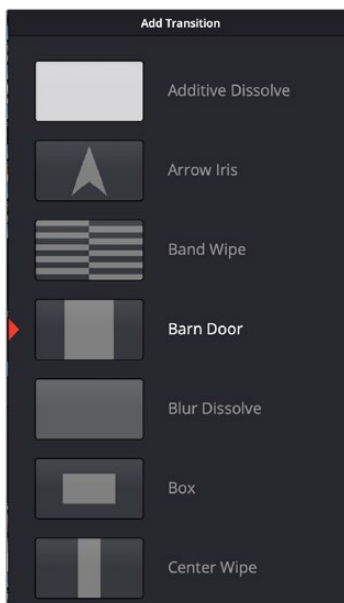 Add Transition
Additive Dissolve
Arrow Iris
Band Wipe
Barn Door
Blur Dissolve
Box
Center Wipe